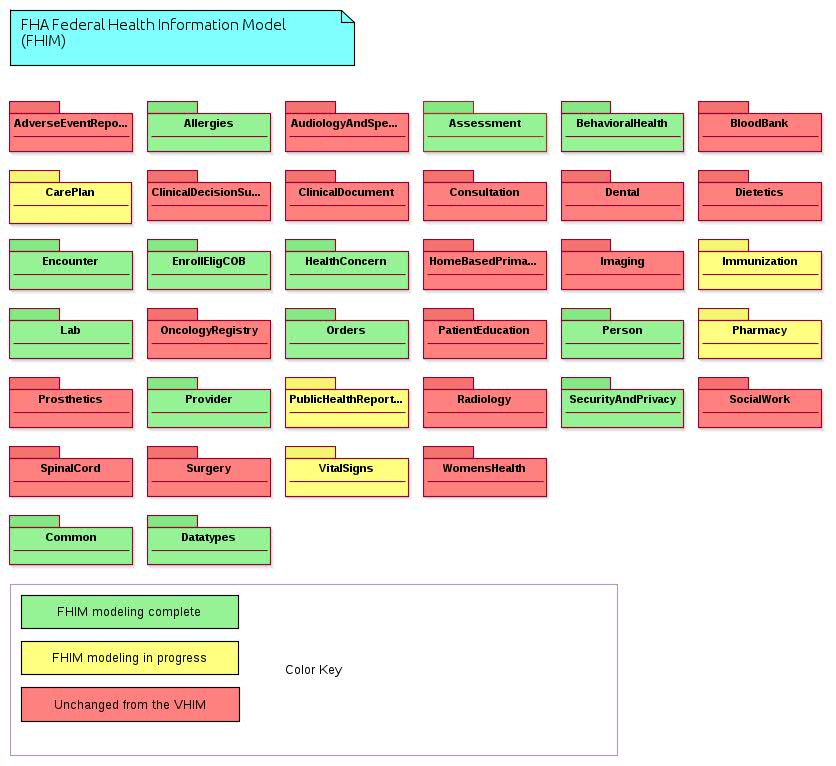 FHA Federal Health Information Model
(FHIM)
AdverseEventRepo...
Allergies
AudiologyAndSpe...
Assessment
BehavioralHealth
BloodBank
CarePlan
ClinicalDecisionSu...
ClinicalDocument
Consultation
Dental
Dietetics
Encounter
EnrollEligCOB
HealthConcern
HomeBasedPrima...
Imaging
Immunization
Lab
OncologyRegistry
Orders
PatientEducation
Person
Pharmacy
Prosthetics
Provider
PublicHealthReport...
Radiology
SecurityAndPrivacy
SocialWork
SpinalCord
Surgery
VitalSigns
WomensHealth
Common
Datatypes
FHIM modeling complete
FHIM modeling in progress
Color Key
Unchanged from the VHIM